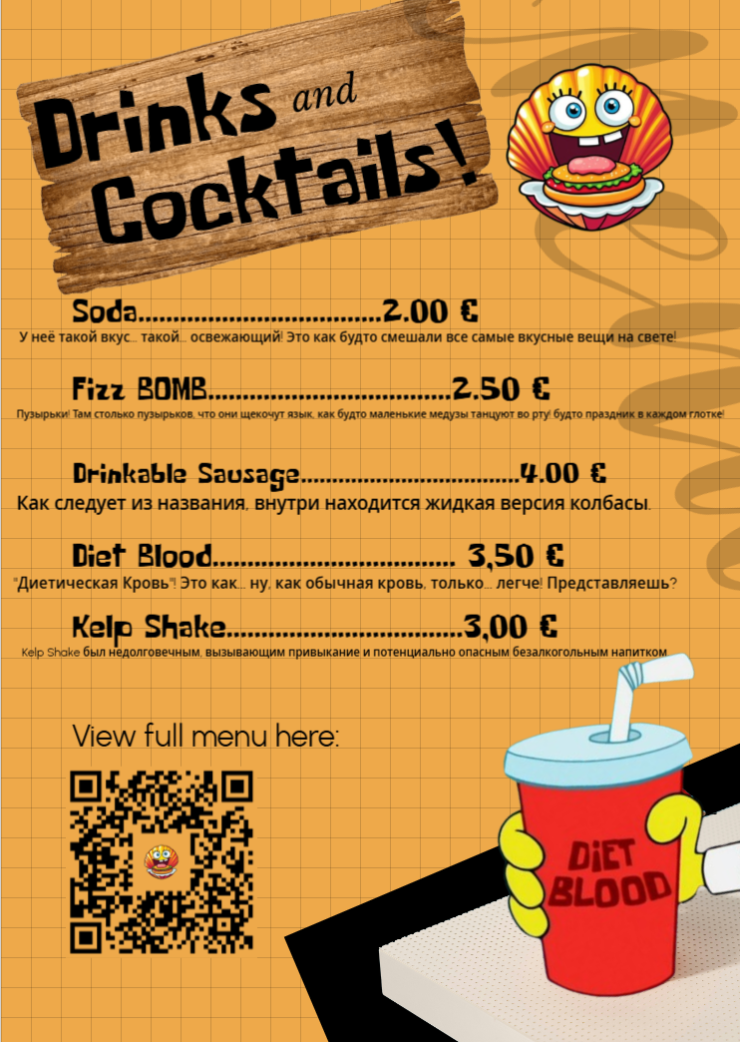 Drinks and
Cocktails!
Soda.......................................2.00 €
У неё такой вкус... такой... освежающий! Это как будто смешали все самые вкусные вещи на свете!
Fizz BOMB.......................................2.50 €
Пузырьки! Там столько пузырьков, что они щекочут язык, как будто маленькие медузы танцуют во рту! будто праздник в каждом глотке!
Drinkable Sausage.......................................4.00 €
Как следует из названия, внутри находится жидкая версия колбасы.
Diet Blood....................................... 3,50 €
"Диетическая Кровь"! Это как... ну, как обычная кровь, только... легче! Представляешь?
Kelp Shake.......................................3,00 €
Kelp Shake был недолговечным, вызывающим привыкание и потенциально опасным безалкогольным напитком.
View full menu here:
DIET
BLOOD